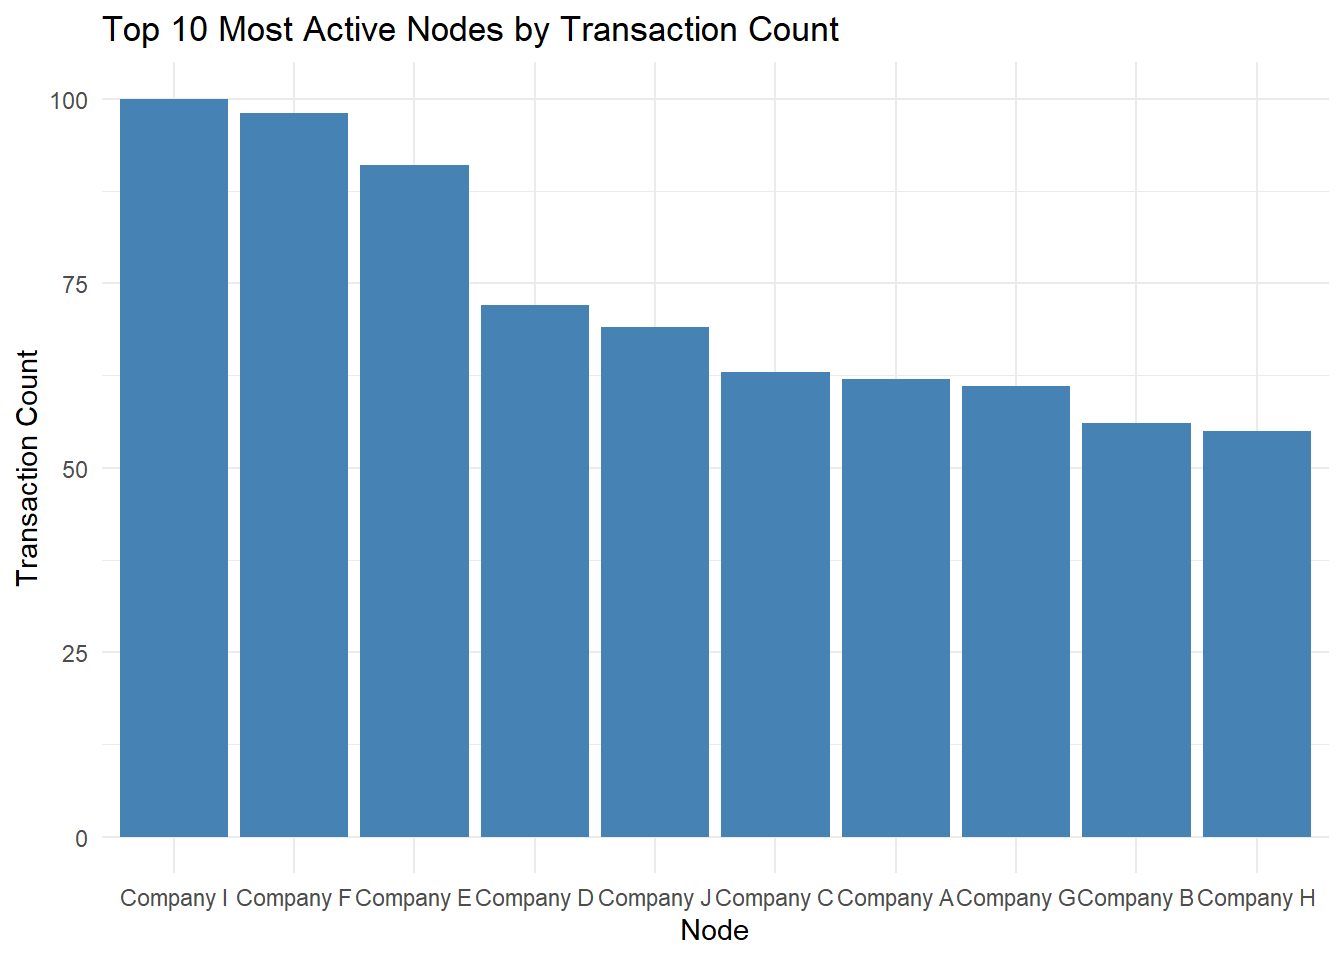 Top 10 Most Active Nodes by Transaction Count
Transaction Count
100
75
50
25
0
Company I Company F Company E Company D Company J Company C Company A Company G Company B Company H
Node